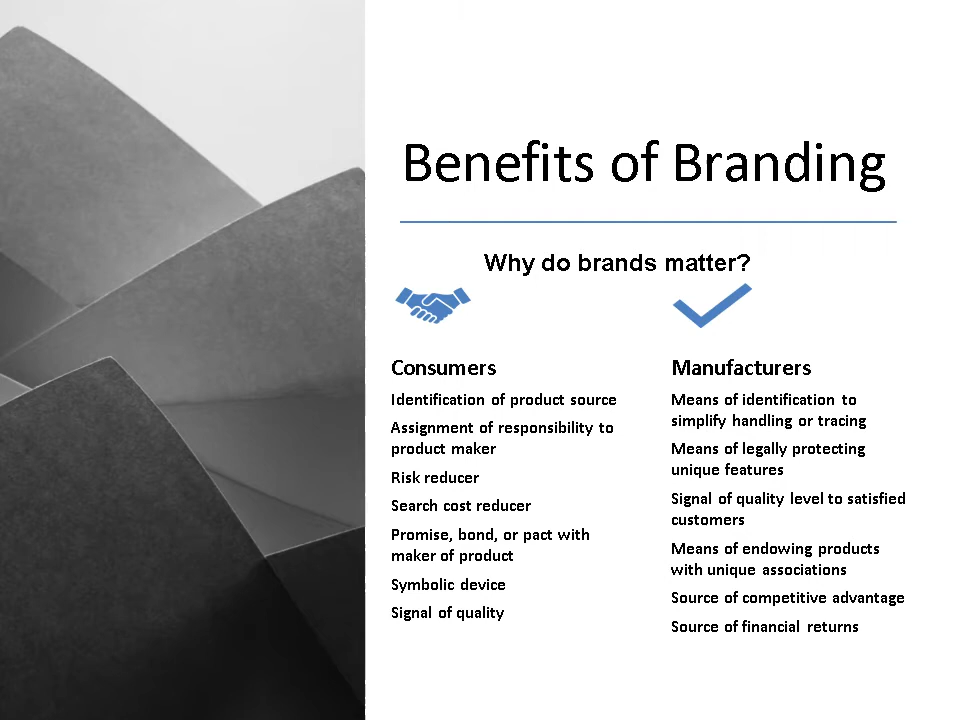 Benefits of Branding
Why do brands matter?
Consumers
Identification of product source
Assignment of responsibility to
product maker
Risk reducer
Search cost reducer
Promise, bond, or pact with
maker of product
Symbolic device
Signal of quality
Manufacturers
Means of identification to
simplify handling or tracing
Means of legally protecting
unique features
Signal of quality level to satisfied
customers
Means of endowing products
with unique associations
Source of competitive advantage
Source of financial returns